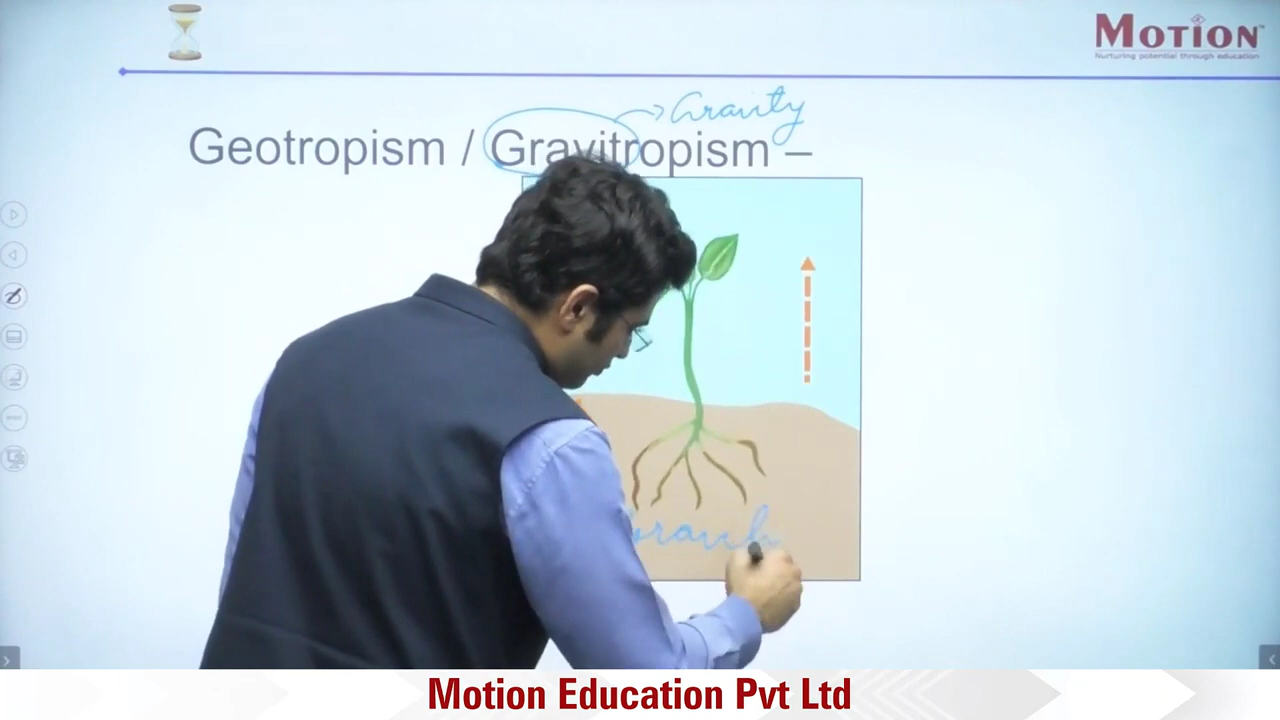 MOTION
Nurturing potential through education
Gravity
Geotropism / Gravitropism –
Motion Education Pvt Ltd